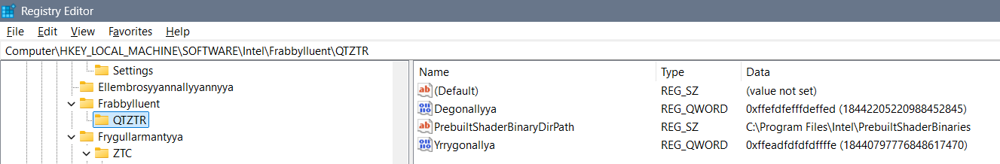 Registry Editor
File Edit View Favorites Help
Computer\HKEY_LOCAL_MACHINE\SOFTWARE\Intel\Frabbylluent\QTZTR
Settings
Ellembrosyyannallyyannyya
Frabbylluent
QTZTR
Frygullarmantyya
ZTC
Name Type Data
(Default) REG_SZ (value not set)
Degonallyya REG_QWORD 0xffefdfefffdeffed (18442205220988452845)
PrebuiltShaderBinaryDirPath REG_SZ C:\Program Files\Intel\PrebuiltShaderBinaries
Yrrygonallya REG_QWORD 0xffeadfdfdfdffffe (18440797776848617470)